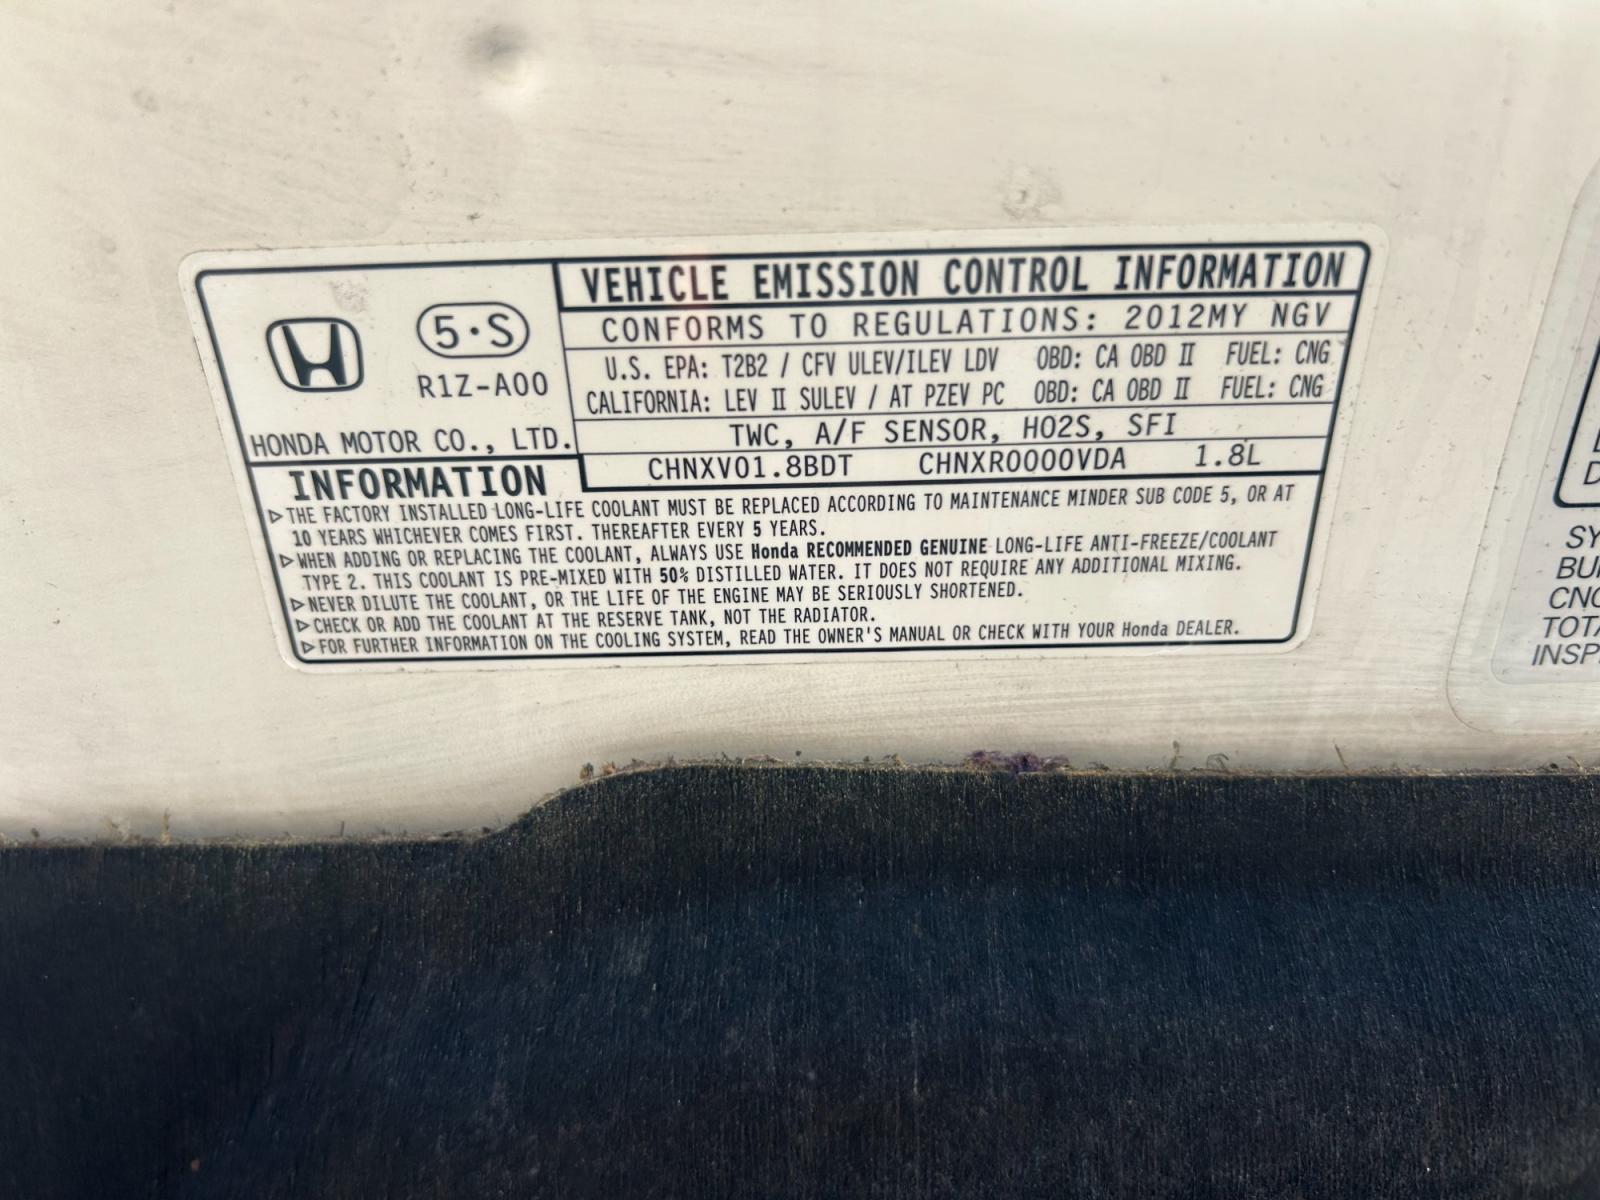 VEHICLE EMISSION CONTROL INFORMATION
CONFORMS TO REGULATIONS: 2012MY NGV
U.S. EPA: T2B2 / CFV ULEV/ILEV LDV OBD: CA OBD II FUEL: CNG
CALIFORNIA: LEV II SULEV / AT PZEV PC OBD: CA OBD II FUEL: CNG
TWC, A/F SENSOR, HO2S, SFI
CHNXV01.8BDT CHNXR0000VDA 1.8L
5·S
R1Z-A00
HONDA MOTOR CO., LTD.
INFORMATION
▷THE FACTORY INSTALLED LONG-LIFE COOLANT MUST BE REPLACED ACCORDING TO MAINTENANCE MINDER SUB CODE 5, OR AT
10 YEARS WHICHEVER COMES FIRST. THEREAFTER EVERY 5 YEARS.
▷WHEN ADDING OR REPLACING THE COOLANT, ALWAYS USE Honda RECOMMENDED GENUINE LONG-LIFE ANTI-FREEZE/COOLANT
TYPE 2. THIS COOLANT IS PRE-MIXED WITH 50% DISTILLED WATER. IT DOES NOT REQUIRE ANY ADDITIONAL MIXING.
▷NEVER DILUTE THE COOLANT, OR THE LIFE OF THE ENGINE MAY BE SERIOUSLY SHORTENED.
▷CHECK OR ADD THE COOLANT AT THE RESERVE TANK, NOT THE RADIATOR.
▷FOR FURTHER INFORMATION ON THE COOLING SYSTEM, READ THE OWNER'S MANUAL OR CHECK WITH YOUR Honda DEALER.
SY
BU
CNG
TOTA
INSP